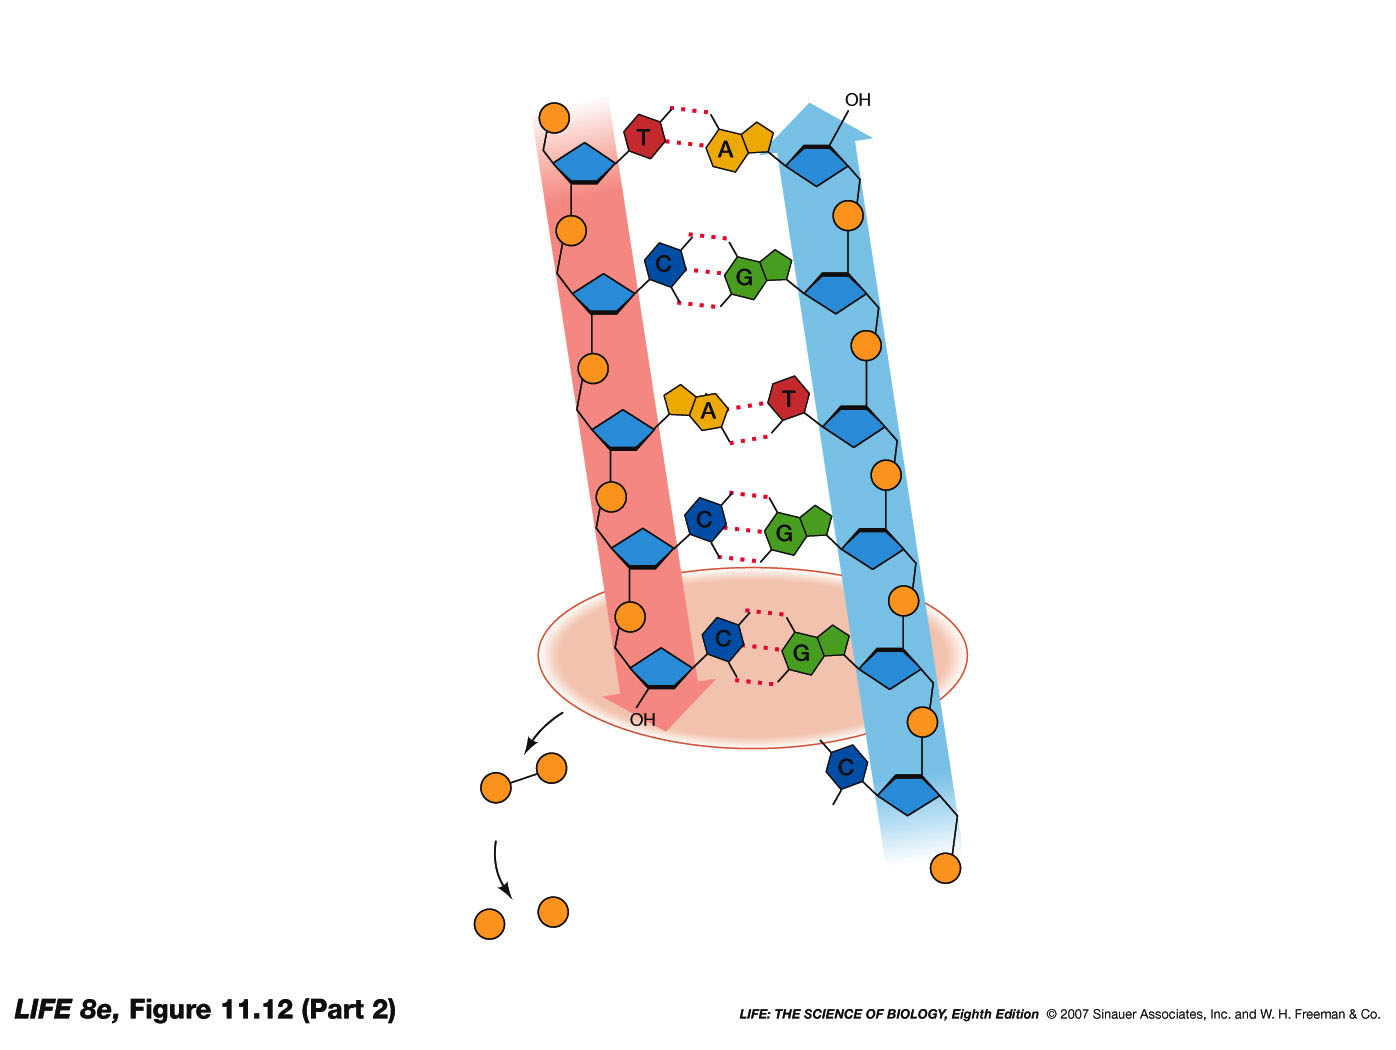 OH
T A
C G
A T
C G
C G
OH
C
LIFE 8e, Figure 11.12 (Part 2)
LIFE: THE SCIENCE OF BIOLOGY, Eighth Edition © 2007 Sinauer Associates, Inc. and W. H. Freeman & Co.